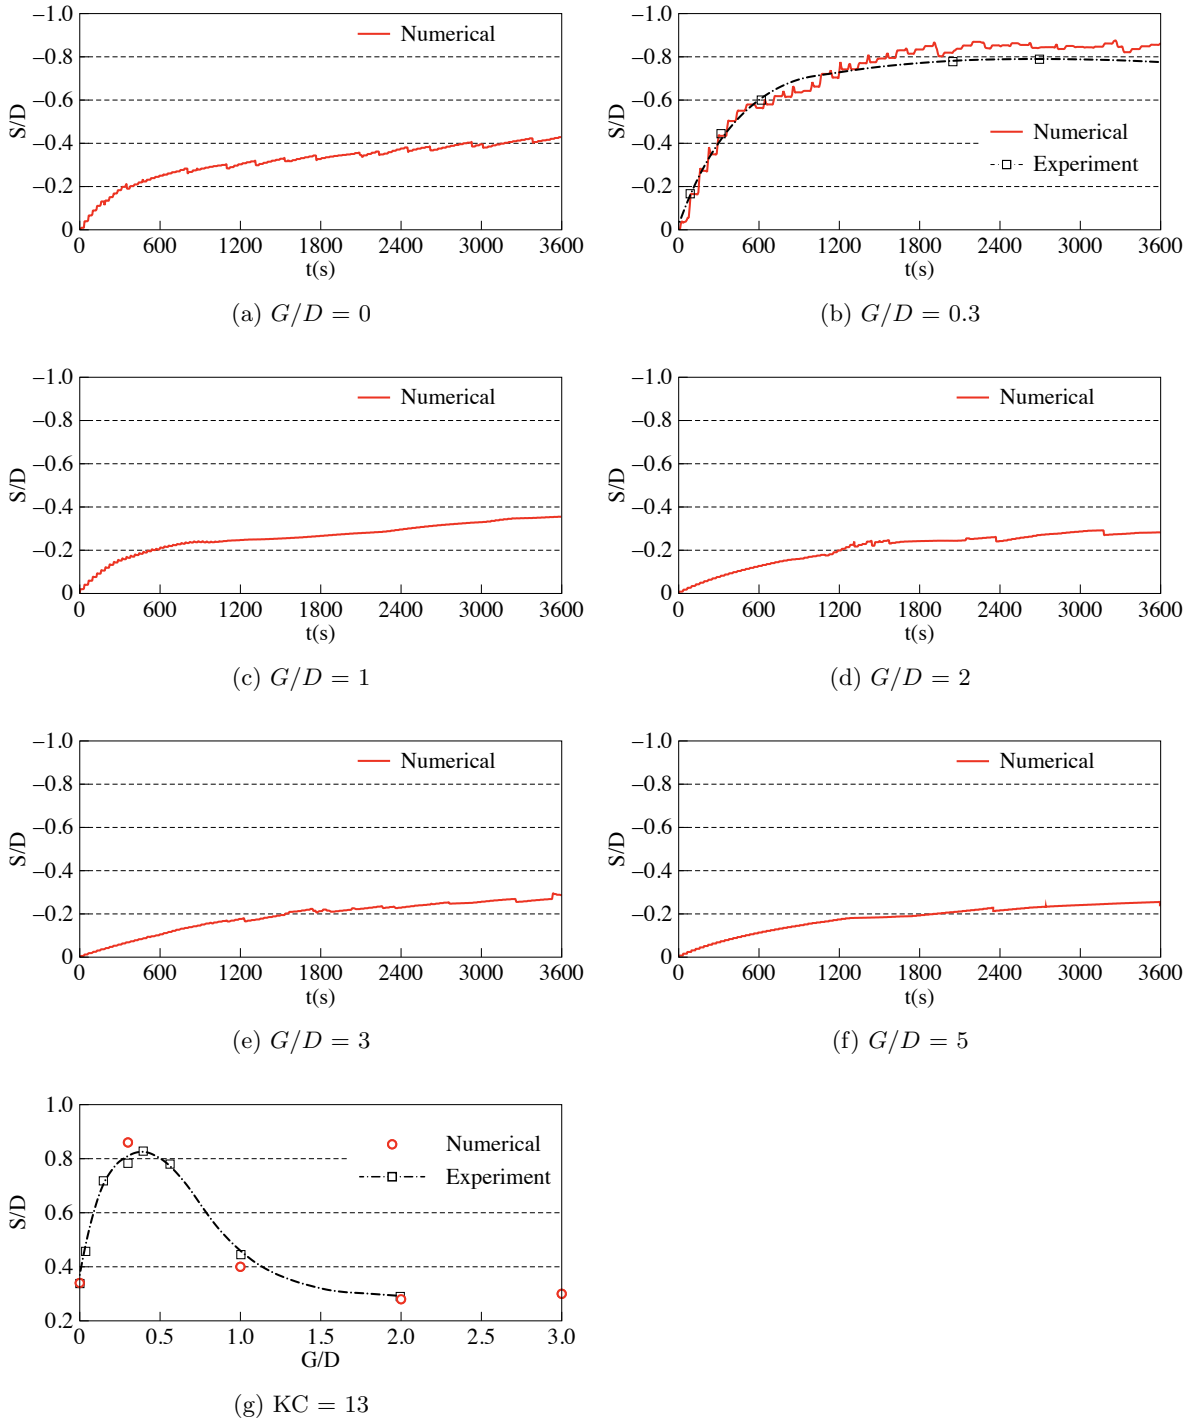 –1.0
–0.8
–0.6
–0.4
–0.2
0
S/D
Numerical
0 600 1200 1800 2400 3000 3600
t(s)
(a) G/D = 0
–1.0
–0.8
–0.6
–0.4
–0.2
0
S/D
Numerical
Experiment
0 600 1200 1800 2400 3000 3600
t(s)
(b) G/D = 0.3
–1.0
–0.8
–0.6
–0.4
–0.2
0
S/D
Numerical
0 600 1200 1800 2400 3000 3600
t(s)
(c) G/D = 1
–1.0
–0.8
–0.6
–0.4
–0.2
0
S/D
Numerical
0 600 1200 1800 2400 3000 3600
t(s)
(d) G/D = 2
–1.0
–0.8
–0.6
–0.4
–0.2
0
S/D
Numerical
0 600 1200 1800 2400 3000 3600
t(s)
(e) G/D = 3
–1.0
–0.8
–0.6
–0.4
–0.2
0
S/D
Numerical
0 600 1200 1800 2400 3000 3600
t(s)
(f) G/D = 5
1.0
0.8
0.6
0.4
0.2
S/D
Numerical
Experiment
0 0.5 1.0 1.5 2.0 2.5 3.0
G/D
(g) KC = 13